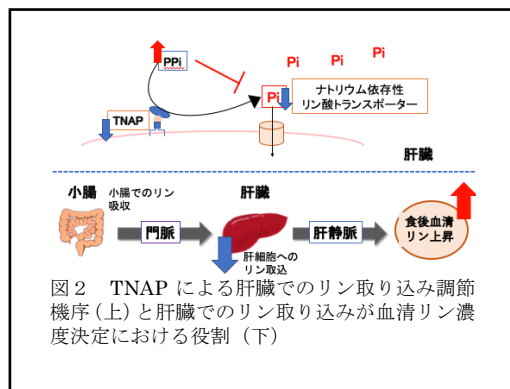 PPi
Pi Pi Pi
Pi
ナトリウム依存性
リン酸トランスポーター
TNAP
肝臓
小腸
小腸でのリン
吸収
肝臓
門脈
肝静脈
食後血清
リン上昇
肝細胞への
リン取込
図2 TNAP による肝臓でのリン取り込み調節
機序(上)と肝臓でのリン取り込みが血清リン濃
度決定における役割(下)